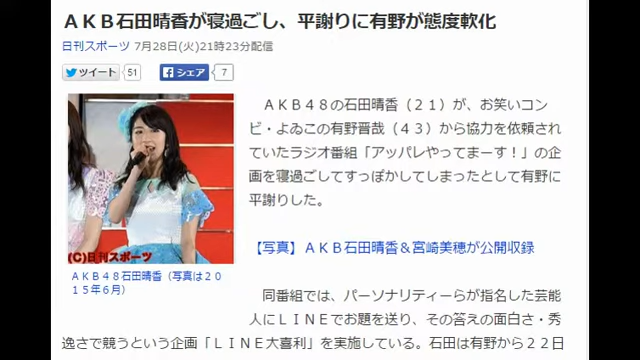 ＡＫＢ石田晴香が寝過ごし、平謝りに有野が態度軟化
日刊スポーツ 7月28日(火)21時23分配信
ツイート 51 シェア 7
ＡＫＢ４８の石田晴香（２１）が、お笑いコン
ビ・よゐこの有野晋哉（４３）から協力を依頼され
ていたラジオ番組「アッパレやってまーす！」の企
画を寝過ごしてすっぽかしてしまったとして有野に
平謝りした。
(C)日刊スポーツ
ＡＫＢ４８石田晴香（写真は２０
１５年６月）
【写真】ＡＫＢ石田晴香＆宮崎美穂が公開収録
同番組では、パーソナリティーらが指名した芸能
人にＬＩＮＥでお題を送り、その答えの面白さ・秀
逸さで競うという企画「ＬＩＮＥ大喜利」を実施している。石田は有野から２２日